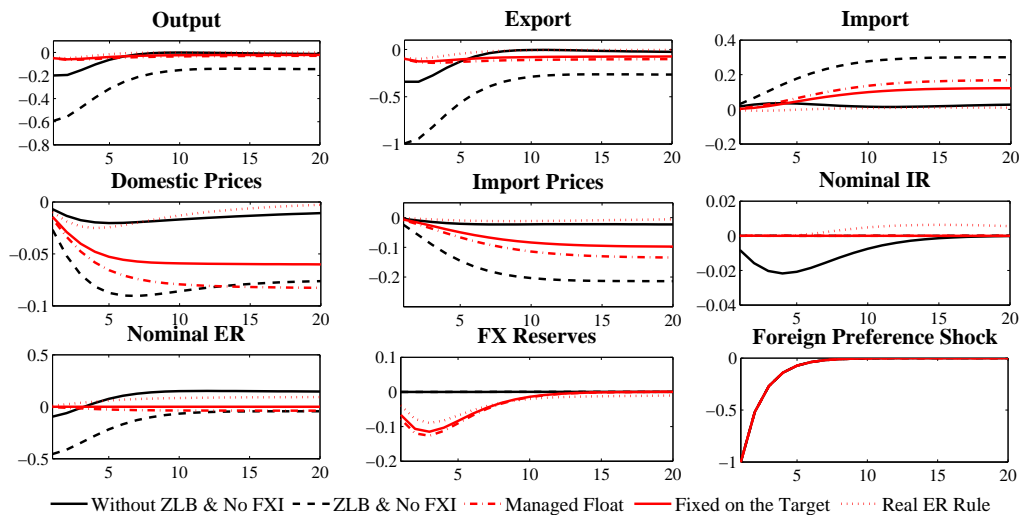 Output
Export
Import
0
−0.2
−0.4
−0.6
−0.8
5 10 15 20
0
−0.5
−1
5 10 15 20
0.4
0.2
0
−0.2
5 10 15 20
Domestic Prices
Import Prices
Nominal IR
0
−0.05
−0.1
5 10 15 20
0
−0.1
−0.2
5 10 15 20
0.02
0
−0.02
−0.04
5 10 15 20
Nominal ER
FX Reserves
Foreign Preference Shock
0.5
0
−0.5
5 10 15 20
0.1
0
−0.1
−0.2
5 10 15 20
0
−0.5
−1
5 10 15 20
Without ZLB & No FXI ZLB & No FXI Managed Float Fixed on the Target Real ER Rule